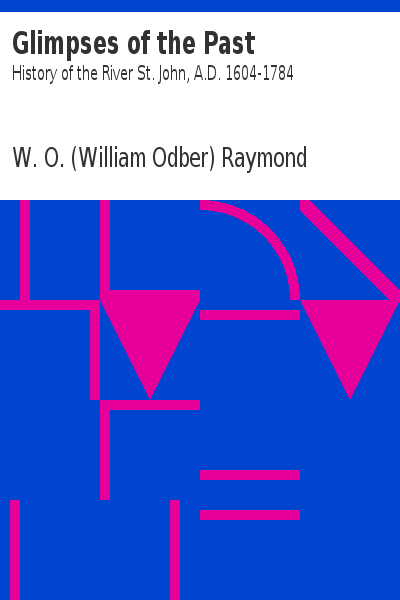 Glimpses of the Past
History of the River St. John, A.D. 1604-1784
W. O. (William Odber) Raymond